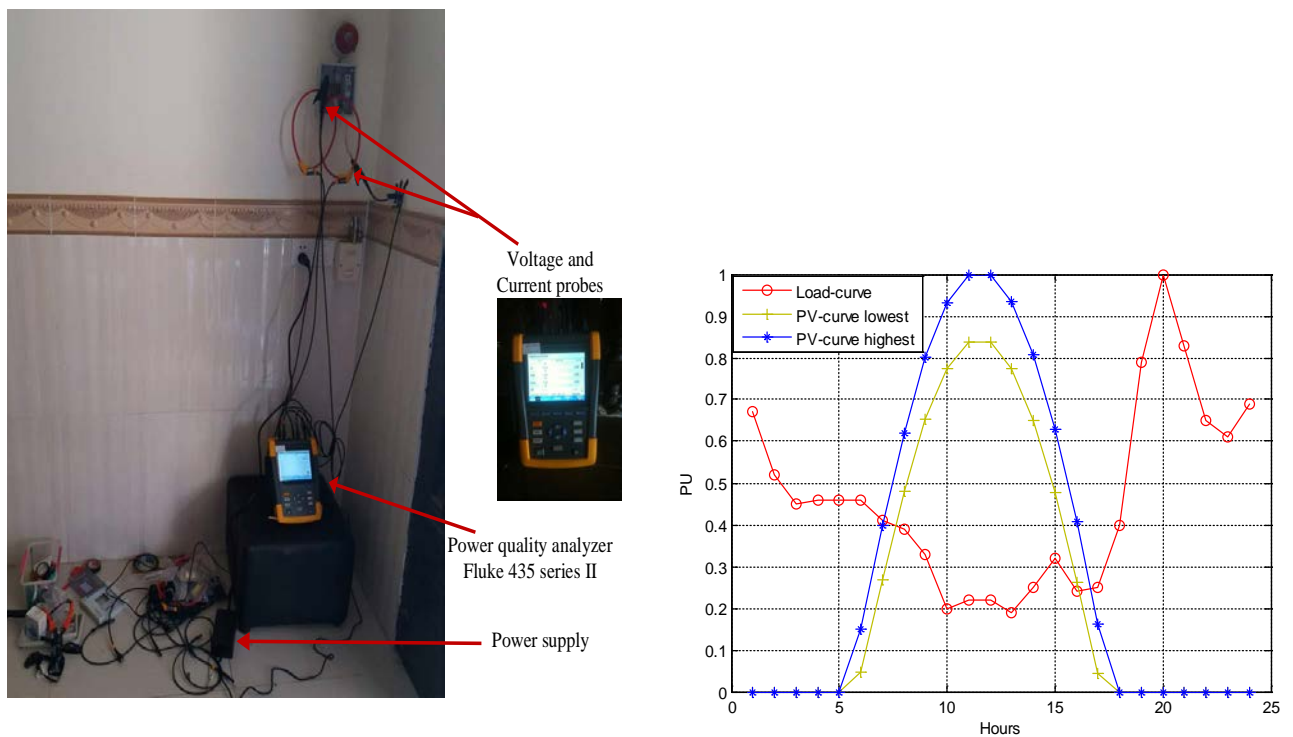 Voltage and
Current probes
Power quality analyzer
Fluke 435 series II
Power supply
Load-curve
PV-curve lowest
PV-curve highest
1
0.9
0.8
0.7
0.6
0.5
0.4
0.3
0.2
0.1
0
PU
0 5 10 15 20 25
Hours